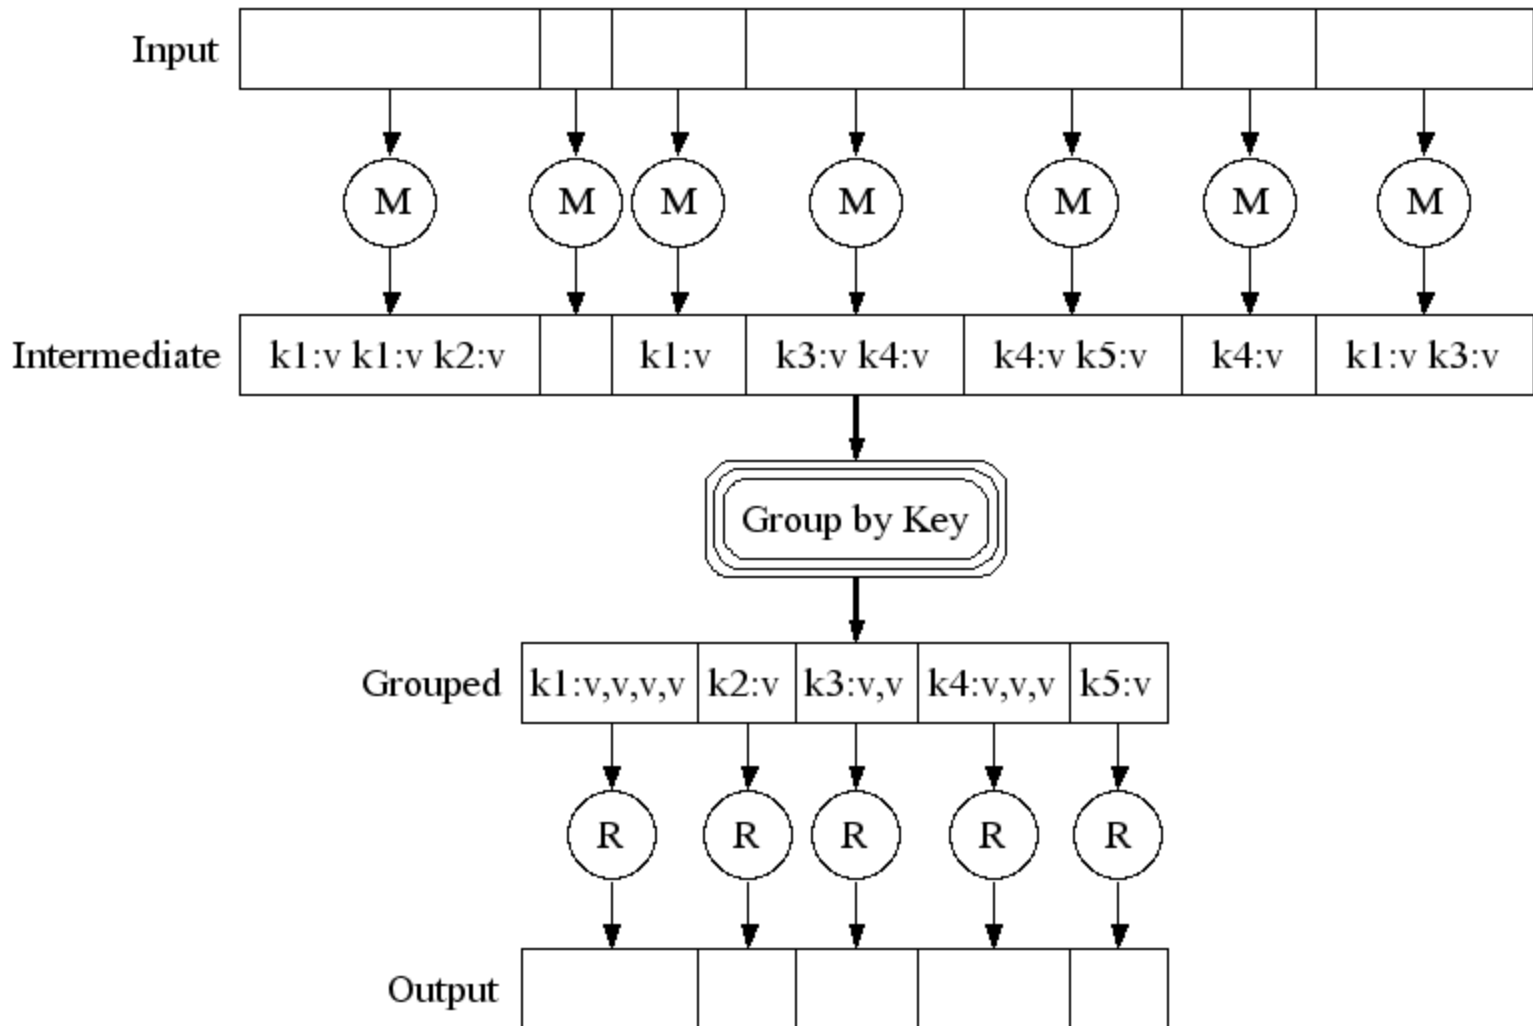 Input
M M M M M M M
Intermediate k1:v k1:v k2:v k1:v k3:v k4:v k4:v k5:v k4:v k1:v k3:v
Group by Key
Grouped k1:v,v,v,v k2:v k3:v,v k4:v,v,v k5:v
R R R R R
Output